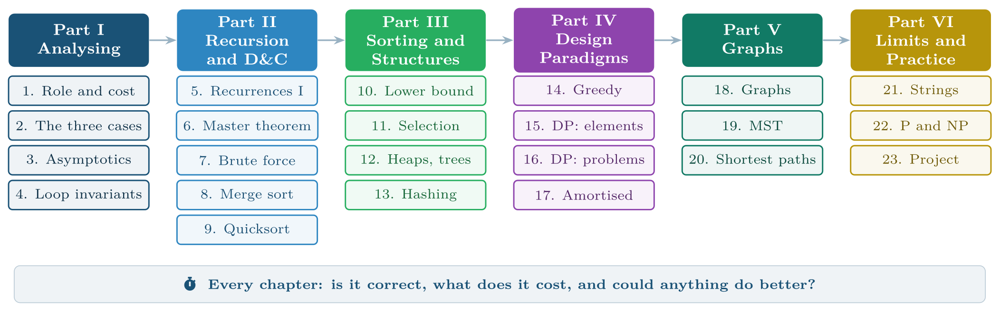 Part I
Analysing
1. Role and cost
2. The three cases
3. Asymptotics
4. Loop invariants
Part II
Recursion
and D&C
5. Recurrences I
6. Master theorem
7. Brute force
8. Merge sort
9. Quicksort
Part III
Sorting and
Structures
10. Lower bound
11. Selection
12. Heaps, trees
13. Hashing
Part IV
Design
Paradigms
14. Greedy
15. DP: elements
16. DP: problems
17. Amortised
Part V
Graphs
18. Graphs
19. MST
20. Shortest paths
Part VI
Limits and
Practice
21. Strings
22. P and NP
23. Project
Every chapter: is it correct, what does it cost, and could anything do better?